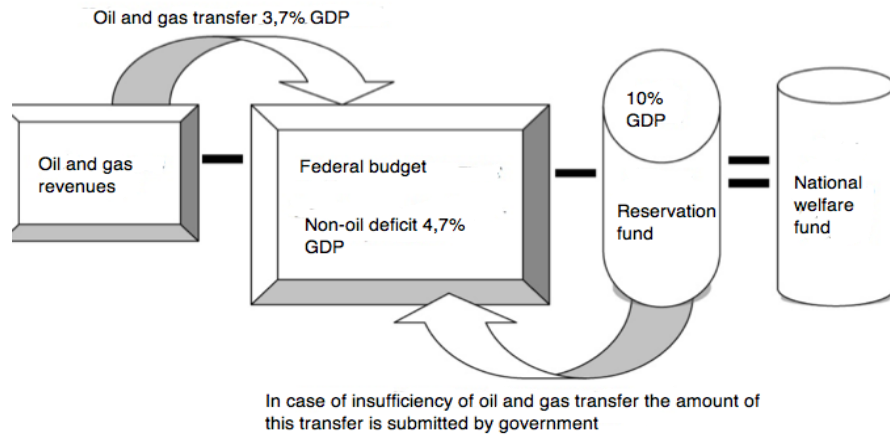 Oil and gas transfer 3,7% GDP
Oil and gas
revenues
Federal budget
Non-oil deficit 4,7%
GDP
10%
GDP
Reservation
fund
National
welfare
fund
In case of insufficiency of oil and gas transfer the amount of
this transfer is submitted by government